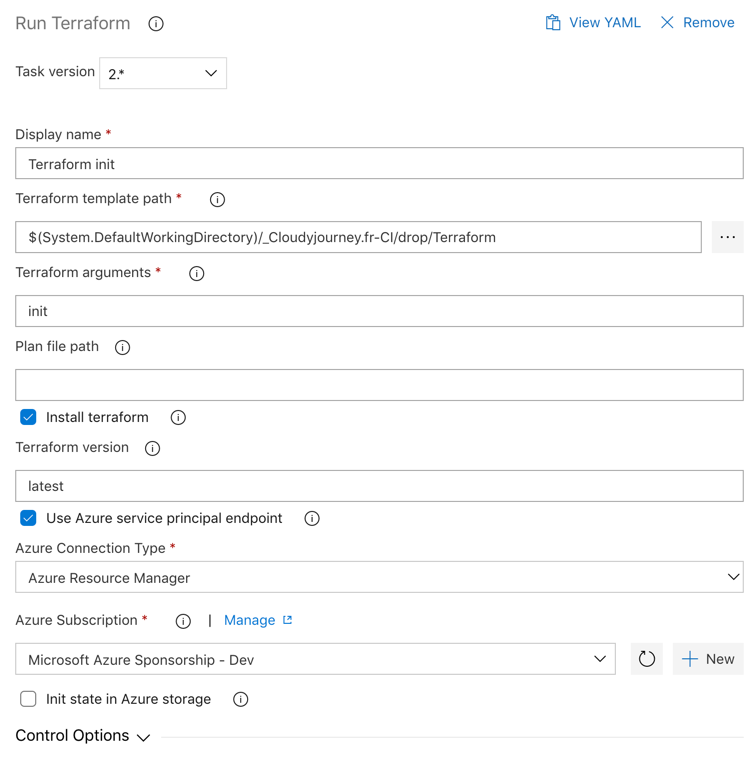 Run Terraform
View YAML
Remove
Task version 2.*
Display name *
Terraform init
Terraform template path *
$(System.DefaultWorkingDirectory)/_Cloudyjourney.fr-CI/drop/Terraform
Terraform arguments *
init
Plan file path
Install terraform
Terraform version
latest
Use Azure service principal endpoint
Azure Connection Type *
Azure Resource Manager
Azure Subscription * | Manage
Microsoft Azure Sponsorship - Dev
New
Init state in Azure storage
Control Options